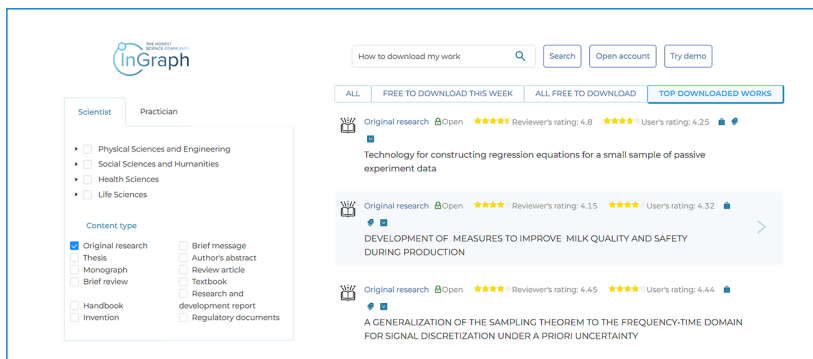 THE HONEST
SCIENCE COMMUNITY
InGraph
How to download my work
Search
Open account
Try demo
ALL
FREE TO DOWNLOAD THIS WEEK
ALL FREE TO DOWNLOAD
TOP DOWNLOADED WORKS
Scientist
Practician
Physical Sciences and Engineering
Social Sciences and Humanities
Health Sciences
Life Sciences
Content type
Original research
Thesis
Monograph
Brief review
Handbook
Invention
Brief message
Author's abstract
Review article
Textbook
Research and
development report
Regulatory documents
Original research Open Reviewer's rating: 4.8 User's rating: 4.25
Technology for constructing regression equations for a small sample of passive
experiment data
Original research Open Reviewer's rating: 4.15 User's rating: 4.32
DEVELOPMENT OF MEASURES TO IMPROVE MILK QUALITY AND SAFETY
DURING PRODUCTION
Original research Open Reviewer's rating: 4.45 User's rating: 4.44
A GENERALIZATION OF THE SAMPLING THEOREM TO THE FREQUENCY-TIME DOMAIN
FOR SIGNAL DISCRETIZATION UNDER A PRIORI UNCERTAINTY